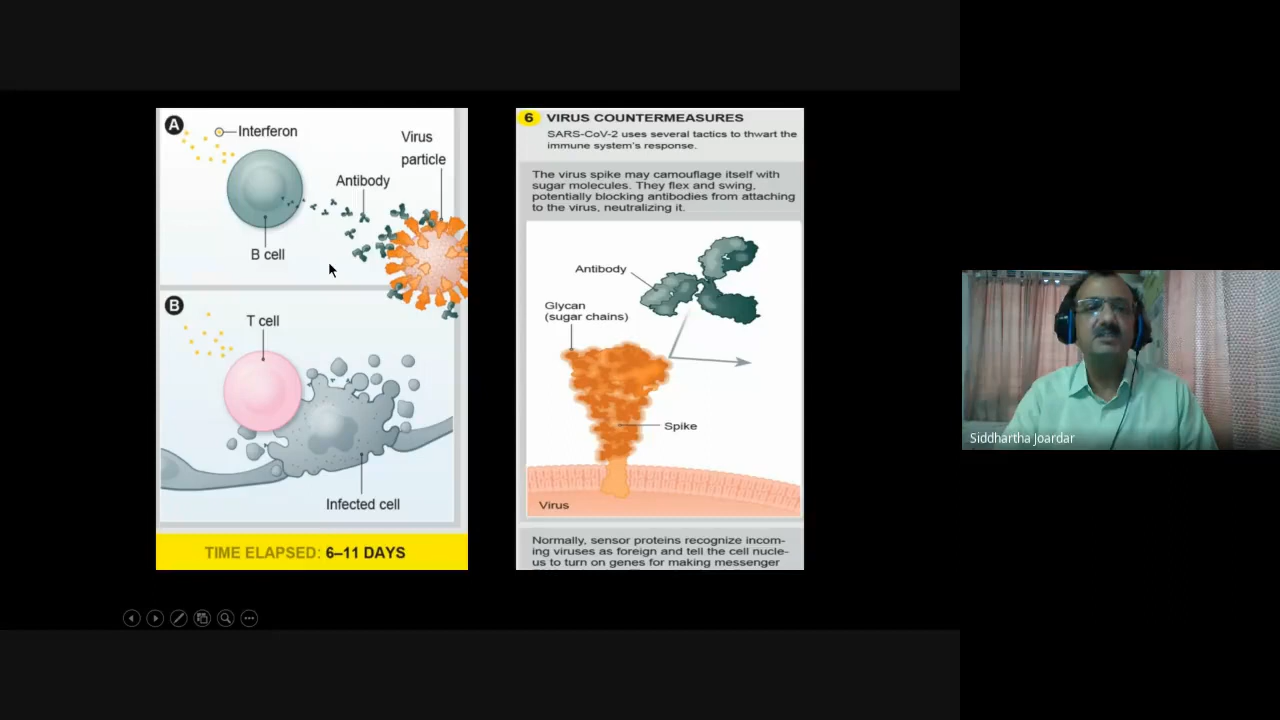 A
Interferon
Virus
particle
Antibody
B cell
B
T cell
Infected cell
TIME ELAPSED: 6–11 DAYS
6 VIRUS COUNTERMEASURES
SARS-CoV-2 uses several tactics to thwart the
immune system's response.
The virus spike may camouflage itself with
sugar molecules. They flex and swing,
potentially blocking antibodies from attaching
to the virus, neutralizing it.
Antibody
Glycan
(sugar chains)
Spike
Virus
Normally, sensor proteins recognize incom-
ing viruses as foreign and tell the cell nucle-
us to turn on genes for making messenger
Siddhartha Joardar